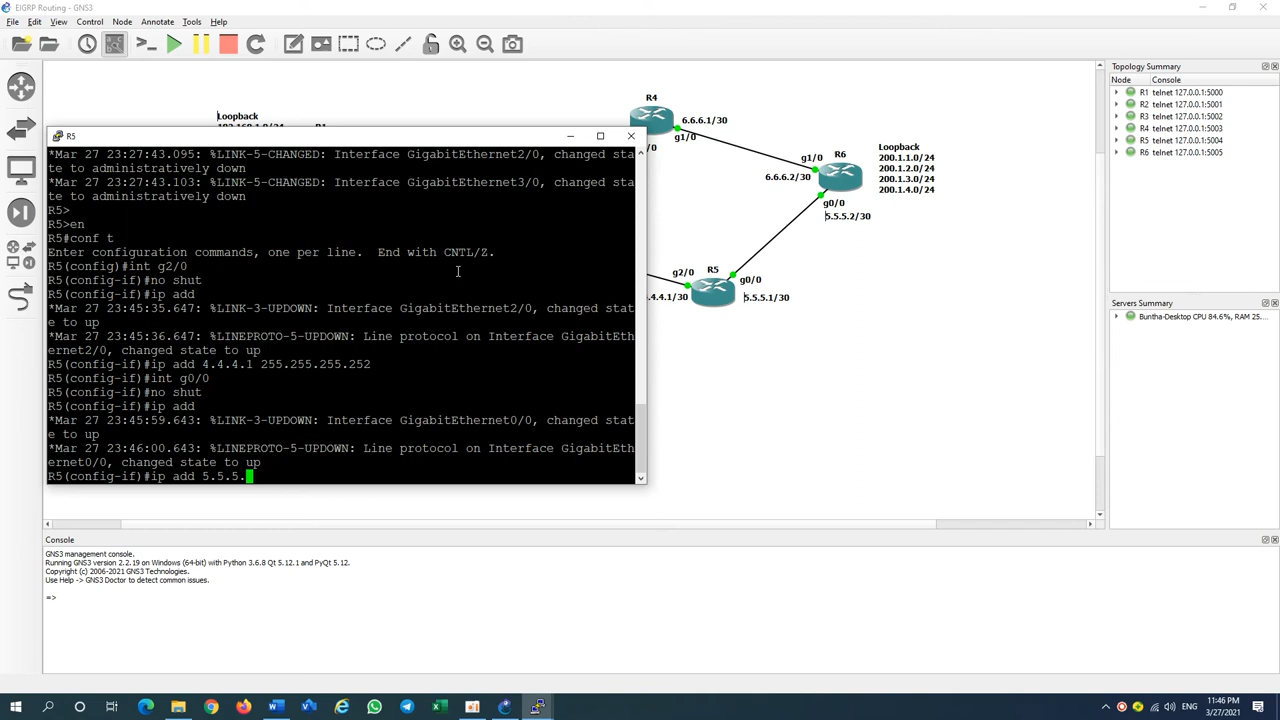 EIGRP Routing - GNS3
File Edit View Control Node Annotate Tools Help
Loopback
R4
6.6.6.1/30
g1/0
/0
R6
g1/0
6.6.6.2/30
g0/0
5.5.5.2/30
Loopback
200.1.1.0/24
200.1.2.0/24
200.1.3.0/24
200.1.4.0/24
g2/0
R5
g0/0
.4.4.1/30
5.5.5.1/30
R5
*Mar 27 23:27:43.095: %LINK-5-CHANGED: Interface GigabitEthernet2/0, changed sta
te to administratively down
*Mar 27 23:27:43.103: %LINK-5-CHANGED: Interface GigabitEthernet3/0, changed sta
te to administratively down
R5>
R5>en
R5#conf t
Enter configuration commands, one per line.  End with CNTL/Z.
R5(config)#int g2/0
R5(config-if)#no shut
R5(config-if)#ip add
*Mar 27 23:45:35.647: %LINK-3-UPDOWN: Interface GigabitEthernet2/0, changed stat
e to up
*Mar 27 23:45:36.647: %LINEPROTO-5-UPDOWN: Line protocol on Interface GigabitEth
ernet2/0, changed state to up
R5(config-if)#ip add 4.4.4.1 255.255.255.252
R5(config-if)#int g0/0
R5(config-if)#no shut
R5(config-if)#ip add
*Mar 27 23:45:59.643: %LINK-3-UPDOWN: Interface GigabitEthernet0/0, changed stat
e to up
*Mar 27 23:46:00.643: %LINEPROTO-5-UPDOWN: Line protocol on Interface GigabitEth
ernet0/0, changed state to up
R5(config-if)#ip add 5.5.5.
Topology Summary
Node Console
R1 telnet 127.0.0.1:5000
R2 telnet 127.0.0.1:5001
R3 telnet 127.0.0.1:5002
R4 telnet 127.0.0.1:5003
R5 telnet 127.0.0.1:5004
R6 telnet 127.0.0.1:5005
Servers Summary
Buntha-Desktop CPU 84.6%, RAM 25...
Console
GNS3 management console.
Running GNS3 version 2.2.19 on Windows (64-bit) with Python 3.6.8 Qt 5.12.1 and PyQt 5.12.
Copyright (c) 2006-2021 GNS3 Technologies.
Use Help -> GNS3 Doctor to detect common issues.
=>
ENG
11:46 PM
3/27/2021